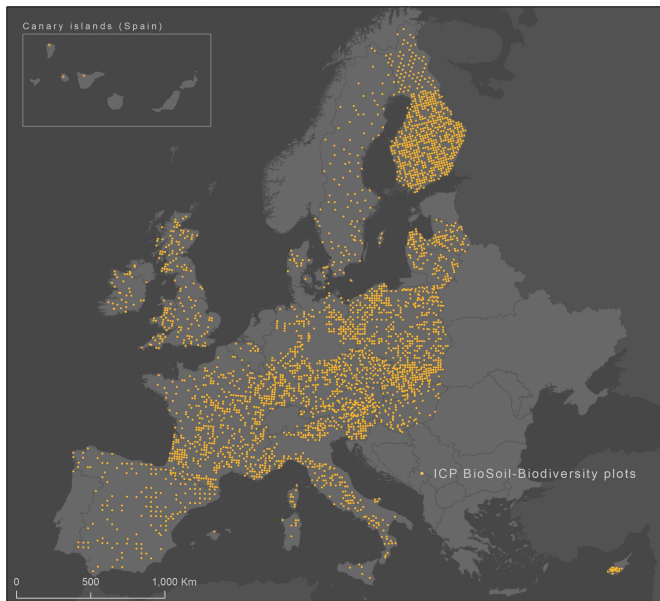 Canary islands (Spain)
ICP BioSoil-Biodiversity plots
0 500 1,000 Km